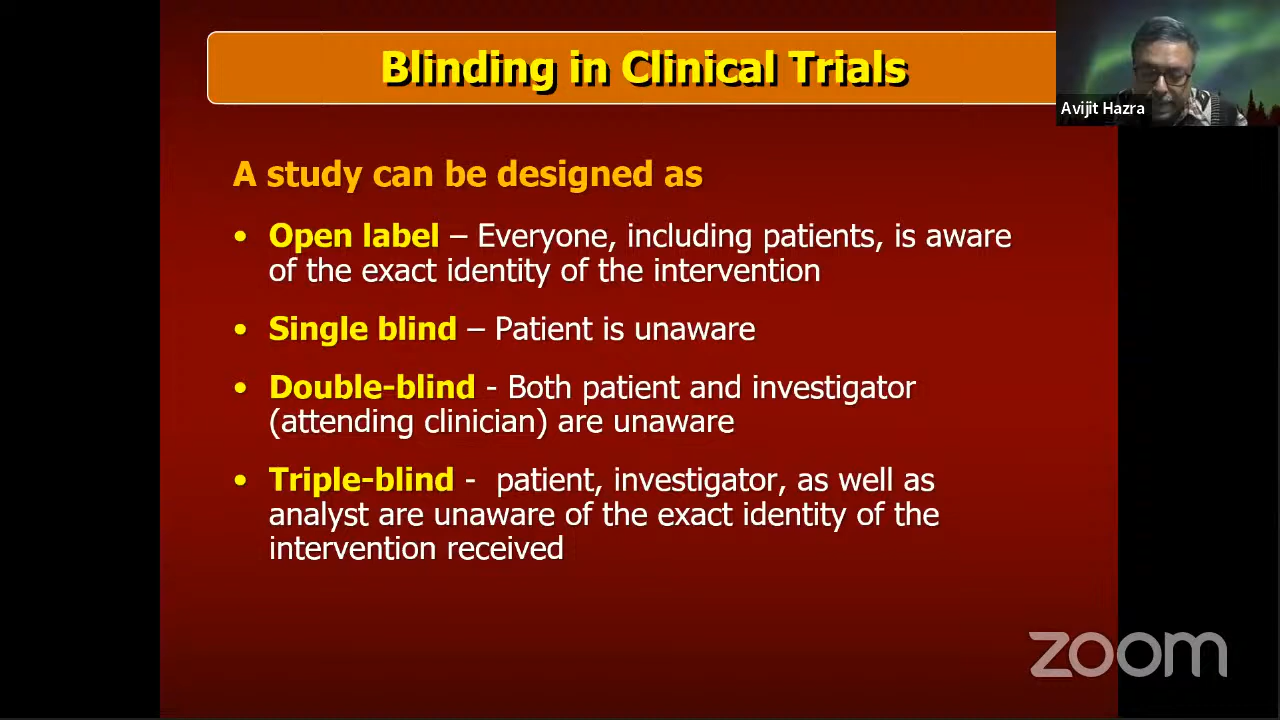 Blinding in Clinical Trials
Avijit Hazra
A study can be designed as
• Open label – Everyone, including patients, is aware
of the exact identity of the intervention
• Single blind – Patient is unaware
• Double-blind - Both patient and investigator
(attending clinician) are unaware
• Triple-blind - patient, investigator, as well as
analyst are unaware of the exact identity of the
intervention received
zoom